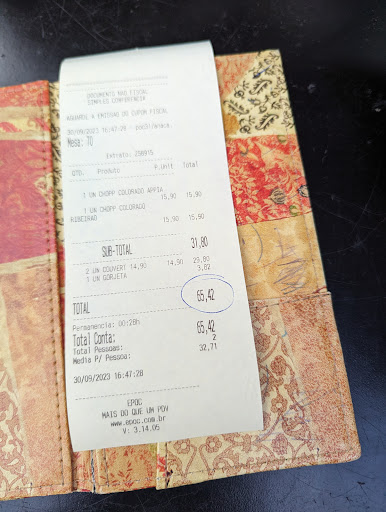 DOCUMENTO NAO FISCAL
SIMPLES CONFERENCIA
AGUARDE A EMISSAO DO CUPOM FISCAL
30/09/2023 16:47:28 -
Mesa: 70
Extrato: 298915
QTD. Produto P.Unit Total
1 UN CHOPP COLORADO APPIA
15,90 15,90
1 UN CHOPP COLORADO
RIBEIRAO
15,90 15,90
SUB-TOTAL 31,80
2 UN COUVERT 14,90 14,90 29,80
1 UN GORJETA 3,82
TOTAL 65,42
Permanencia: 00:26h
Total Conta: 65,42
Total Pessoas: 2
Media P/ Pessoa: 32,71
30/09/2023 16:47:28
EPOC
MAIS DO QUE UM PDV
www.epoc.com.br
V: 3.14.05